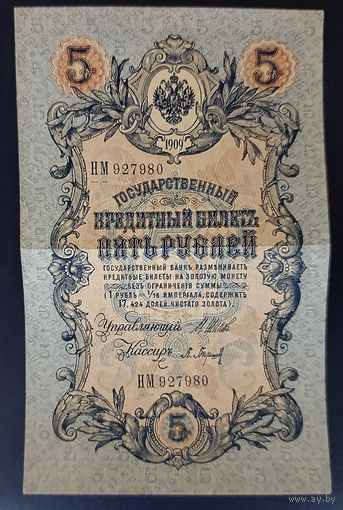 5 5
1909
НМ 927980
ГОСУДАРСТВЕННЫЙ
КРЕДИТНЫЙ БИЛЕТЪ
ПЯТЬ РУБЛЕЙ
ГОСУДАРСТВЕННЫЙ БАНКЪ РАЗМѢНИВАЕТЪ
КРЕДИТНЫЕ БИЛЕТЫ НА ЗОЛОТУЮ МОНЕТУ
БЕЗЪ ОГРАНИЧЕНІЯ СУММЫ
(1 РУБЛЬ = 1/15 ИМПЕРІАЛА, СОДЕРЖИТЪ
17,424 ДОЛЕЙ ЧИСТАГО ЗОЛОТА).
Управляющій
Кассиръ
НМ 927980
5
www.ay.by